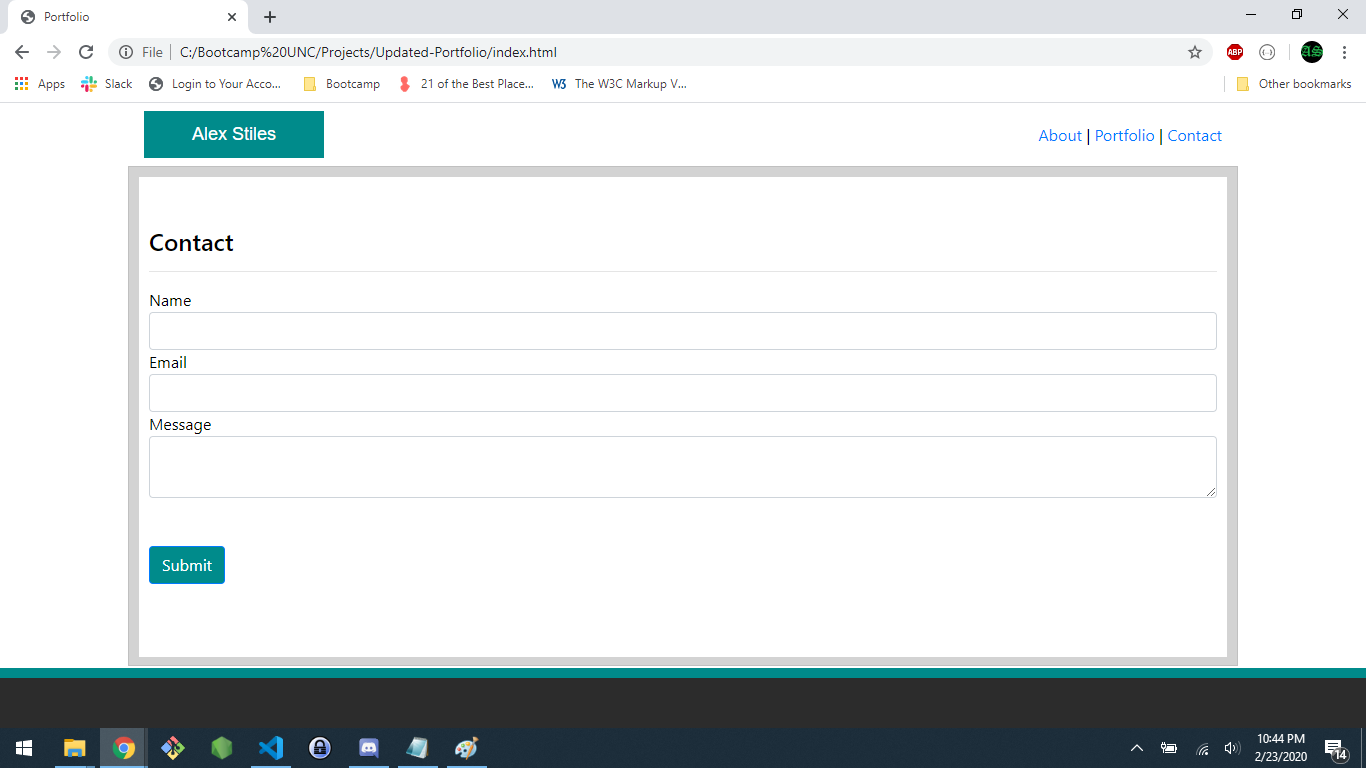 Portfolio
File
C:/Bootcamp%20UNC/Projects/Updated-Portfolio/index.html
ABP
AS
Apps
Slack
Login to Your Acco...
Bootcamp
21 of the Best Place...
W3
The W3C Markup V...
Other bookmarks
Alex Stiles
About | Portfolio | Contact
Contact
Name
Email
Message
Submit
10:44 PM
2/23/2020
14